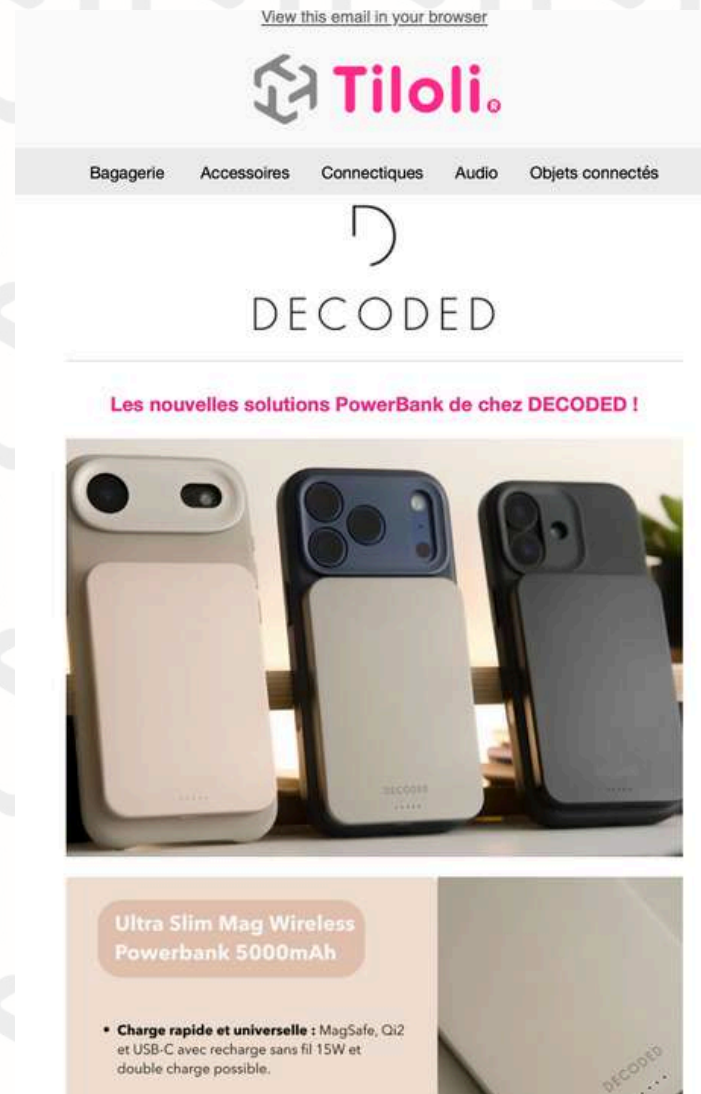 View this email in your browser
Tiloli®
Bagagerie Accessoires Connectiques Audio Objets connectés
DECODED
Les nouvelles solutions PowerBank de chez DECODED !
DECODED
Ultra Slim Mag Wireless
Powerbank 5000mAh
• Charge rapide et universelle : MagSafe, Qi2
et USB-C avec recharge sans fil 15W et
double charge possible.
DECODED